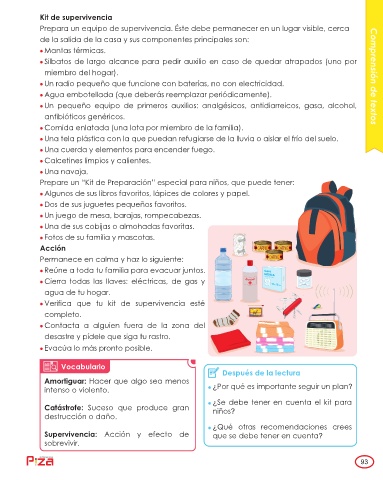 Kit de supervivencia
Prepara un equipo de supervivencia. Éste debe permanecer en un lugar visible, cerca
de la salida de la casa y sus componentes principales son:
• Mantas térmicas.
• Silbatos de largo alcance para pedir auxilio en caso de quedar atrapados (uno por
miembro del hogar).
• Un radio pequeño que funcione con baterías, no con electricidad.
• Agua embotellada (que deberás reemplazar periódicamente).
• Un pequeño equipo de primeros auxilios: analgésicos, antidiarreicos, gasa, alcohol,
antibióticos genéricos.
• Comida enlatada (una lata por miembro de la familia).
• Una tela plástica con la que puedan refugiarse de la lluvia o aislar el frío del suelo.
• Una cuerda y elementos para encender fuego.
• Calcetines limpios y calientes.
• Una navaja.
Prepare un "Kit de Preparación" especial para niños, que puede tener:
• Algunos de sus libros favoritos, lápices de colores y papel.
• Dos de sus juguetes pequeños favoritos.
• Un juego de mesa, barajas, rompecabezas.
• Una de sus cobijas o almohadas favoritas.
• Fotos de su familia y mascotas.
Acción
Permanece en calma y haz lo siguiente:
• Reúne a toda tu familia para evacuar juntos.
• Cierra todas las llaves: eléctricas, de gas y
agua de tu hogar.
• Verifica que tu kit de supervivencia esté
completo.
• Contacta a alguien fuera de la zona del
desastre y pídele que siga tu rastro.
• Evacúa lo más pronto posible.
Vocabulario
Amortiguar: Hacer que algo sea menos
intenso o violento.
Catástrofe: Suceso que produce gran
destrucción o daño.
Supervivencia: Acción y efecto de
sobrevivir.
Después de la lectura
• ¿Por qué es importante seguir un plan?
• ¿Se debe tener en cuenta el kit para
niños?
• ¿Qué otras recomendaciones crees
que se debe tener en cuenta?
Comprensión de textos
93